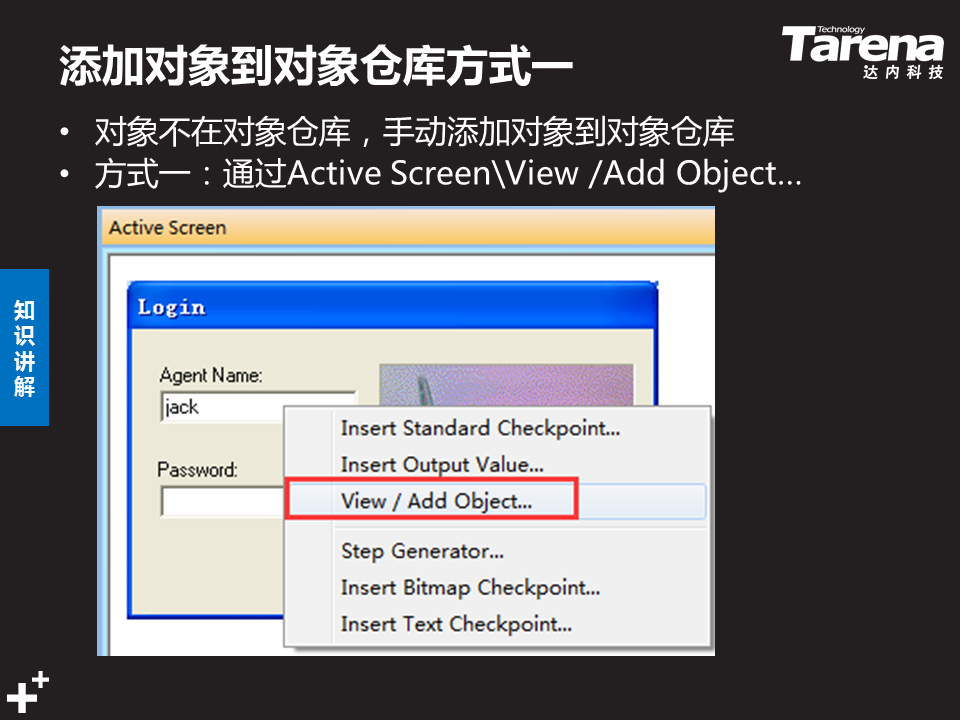 添加对象到对象仓库方式一
Technology
Tarena
达内科技
• 对象不在对象仓库，手动添加对象到对象仓库
• 方式一：通过Active Screen\View /Add Object...
知识讲解
Active Screen
Login
Agent Name:
jack
Password:
Insert Standard Checkpoint...
Insert Output Value...
View / Add Object...
Step Generator...
Insert Bitmap Checkpoint...
Insert Text Checkpoint...